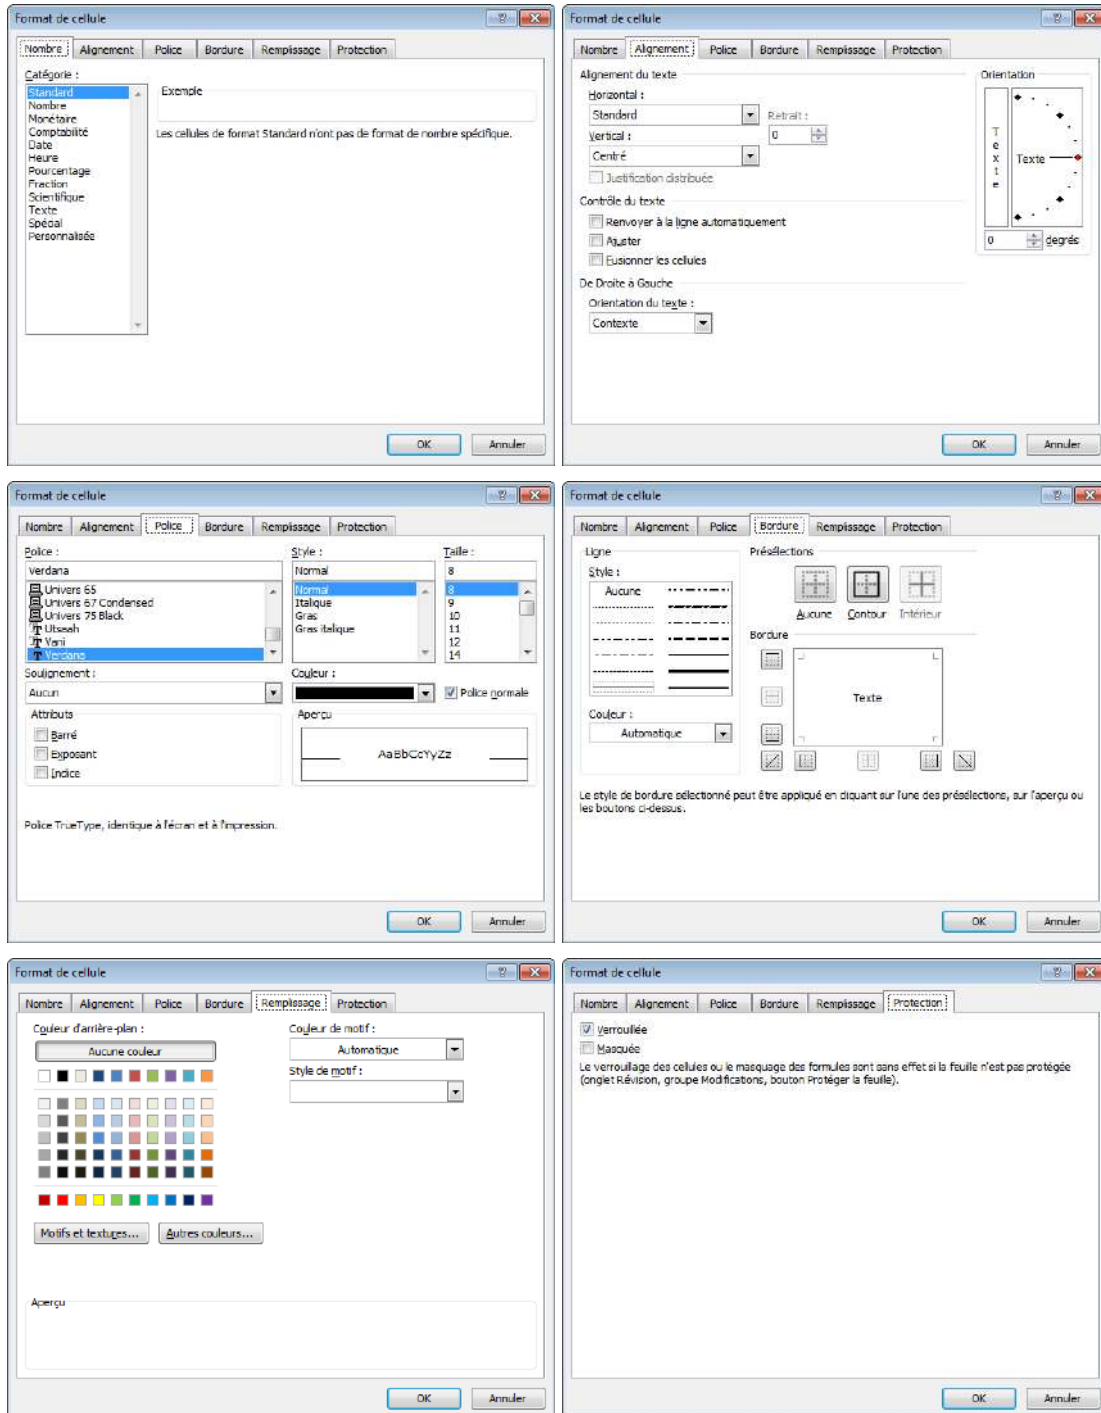 Format de cellule
Nombre Alignement Police Bordure Remplissage Protection
Catégorie :
Standard
Nombre
Monétaire
Comptabilité
Date
Heure
Pourcentage
Fraction
Scientifique
Texte
Spécial
Personnalisée
Exemple
Les cellules de format Standard n'ont pas de format de nombre spécifique.
OK Annuler
Format de cellule
Nombre Alignement Police Bordure Remplissage Protection
Alignement du texte
Horizontal :
Standard
Retrait :
Vertical :
0
Centré
Justification distribuée
Contrôle du texte
Renvoyer à la ligne automatiquement
Ajuster
Fusionner les cellules
De Droite à Gauche
Orientation du texte :
Contexte
Orientation
Texte
Texte
0 degrés
OK Annuler
Format de cellule
Nombre Alignement Police Bordure Remplissage Protection
Police :
Verdana
Univers 65
Univers 67 Condensed
Univers 75 Black
Utsaah
Vani
Verdana
Style :
Normal
Normal
Italique
Gras
Gras italique
Taille :
8
8
9
10
11
12
14
Soulignement :
Aucun
Couleur :
Police normale
Attributs
Barré
Exposant
Indice
Aperçu
AaBbCcYyZz
Police TrueType, identique à l'écran et à l'impression.
OK Annuler
Format de cellule
Nombre Alignement Police Bordure Remplissage Protection
Ligne
Style :
Aucune
Couleur :
Automatique
Présélections
Aucune Contour Intérieur
Bordure
Texte
Le style de bordure sélectionné peut être appliqué en cliquant sur l'une des présélections, sur l'aperçu ou
les boutons ci-dessus.
OK Annuler
Format de cellule
Nombre Alignement Police Bordure Remplissage Protection
Couleur d'arrière-plan :
Aucune couleur
Couleur de motif :
Automatique
Style de motif :
Motifs et textures... Autres couleurs...
Aperçu
OK Annuler
Format de cellule
Nombre Alignement Police Bordure Remplissage Protection
Verrouillée
Masquée
Le verrouillage des cellules ou le masquage des formules sont sans effet si la feuille n'est pas protégée
(onglet Révision, groupe Modifications, bouton Protéger la feuille).
OK Annuler